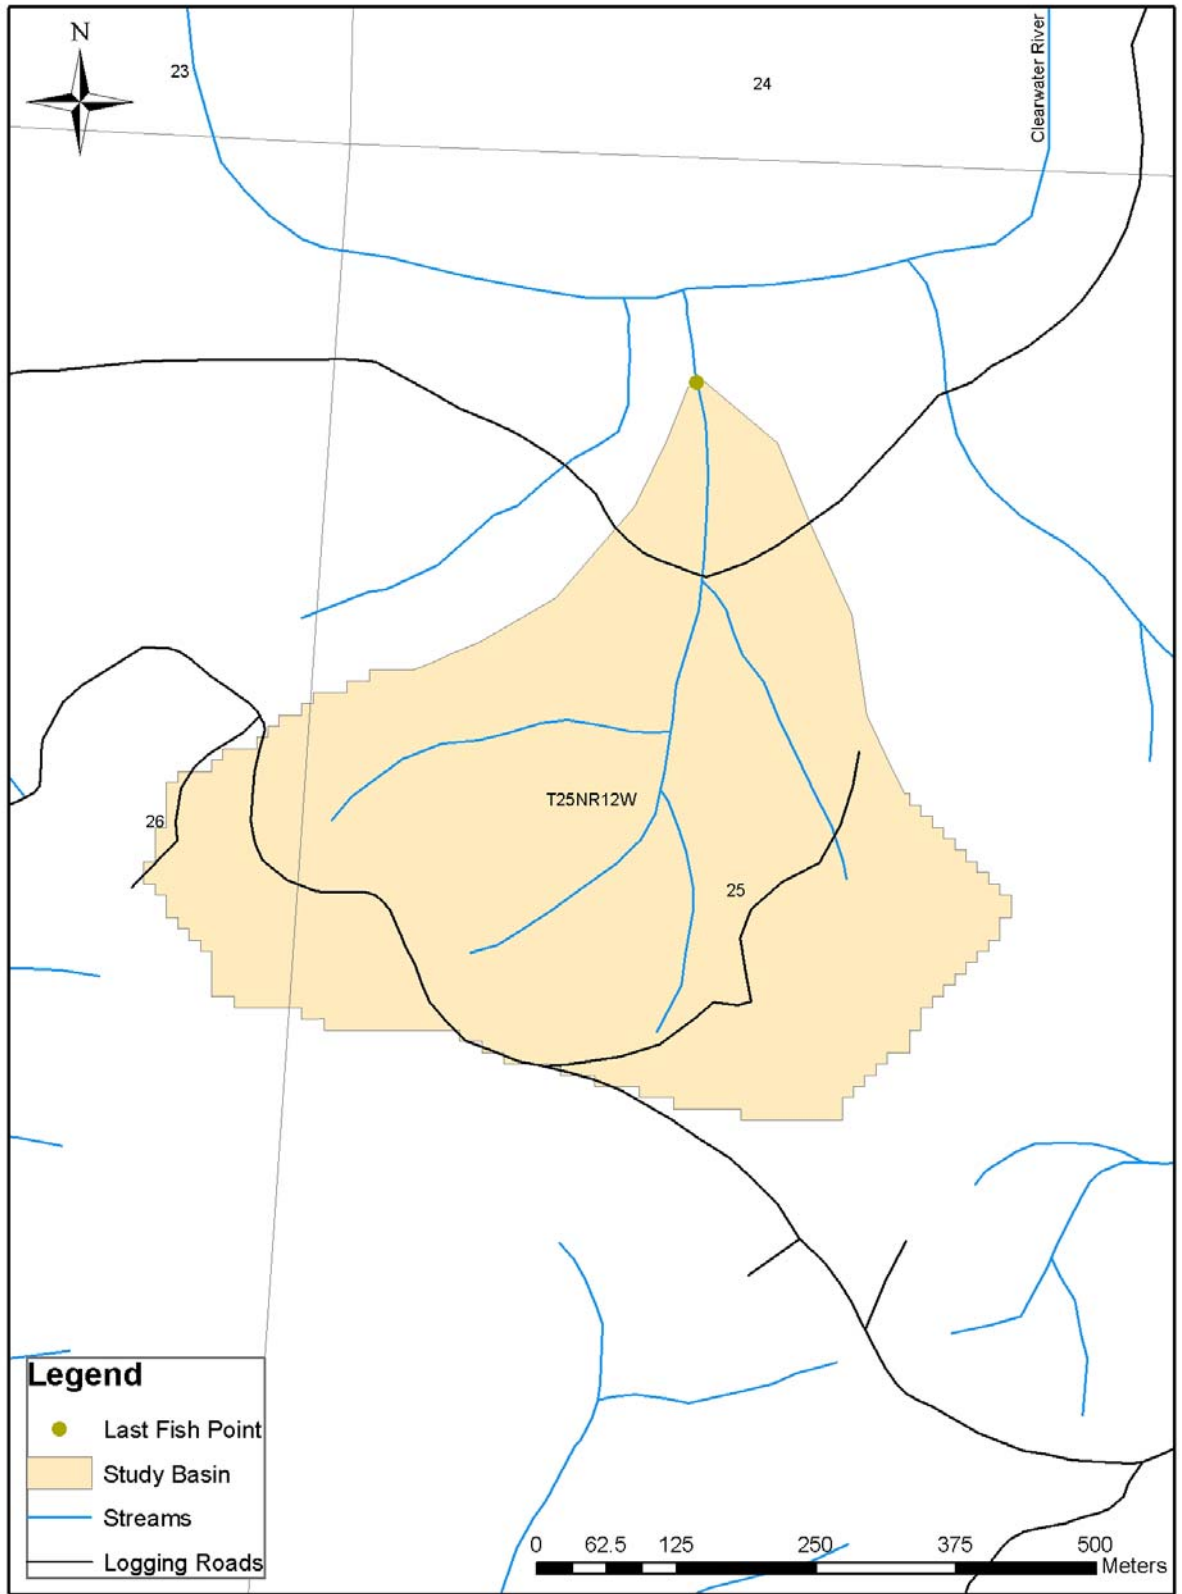 N
23
24
Clearwater River
T25NR12W
26
25
Legend
Last Fish Point
Study Basin
Streams
Logging Roads
0 62.5 125 250 375 500
Meters